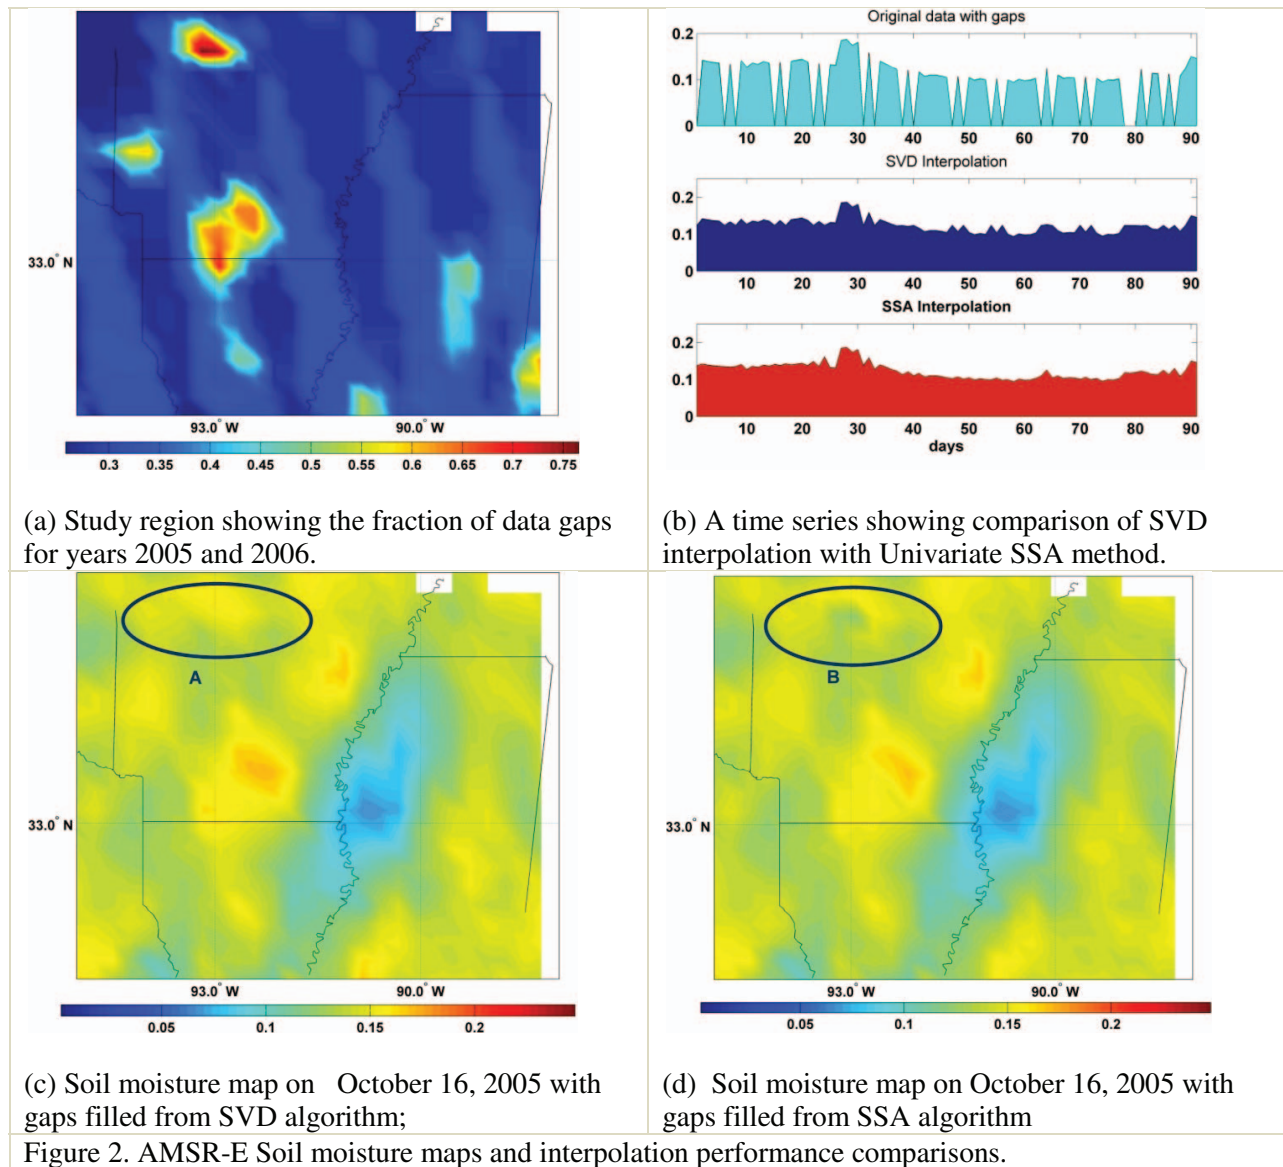 33.0° N
93.0° W 90.0° W
0.3 0.35 0.4 0.45 0.5 0.55 0.6 0.65 0.7 0.75
(a) Study region showing the fraction of data gaps
for years 2005 and 2006.
Original data with gaps
0.2
0.1
0
10 20 30 40 50 60 70 80 90
SVD Interpolation
0.2
0.1
0
10 20 30 40 50 60 70 80 90
SSA Interpolation
0.2
0.1
0
10 20 30 40 50 60 70 80 90
days
(b) A time series showing comparison of SVD
interpolation with Univariate SSA method.
A
33.0° N
93.0° W 90.0° W
0.05 0.1 0.15 0.2
(c) Soil moisture map on October 16, 2005 with
gaps filled from SVD algorithm;
B
33.0° N
93.0° W 90.0° W
0.05 0.1 0.15 0.2
(d) Soil moisture map on October 16, 2005 with
gaps filled from SSA algorithm
Figure 2. AMSR-E Soil moisture maps and interpolation performance comparisons.